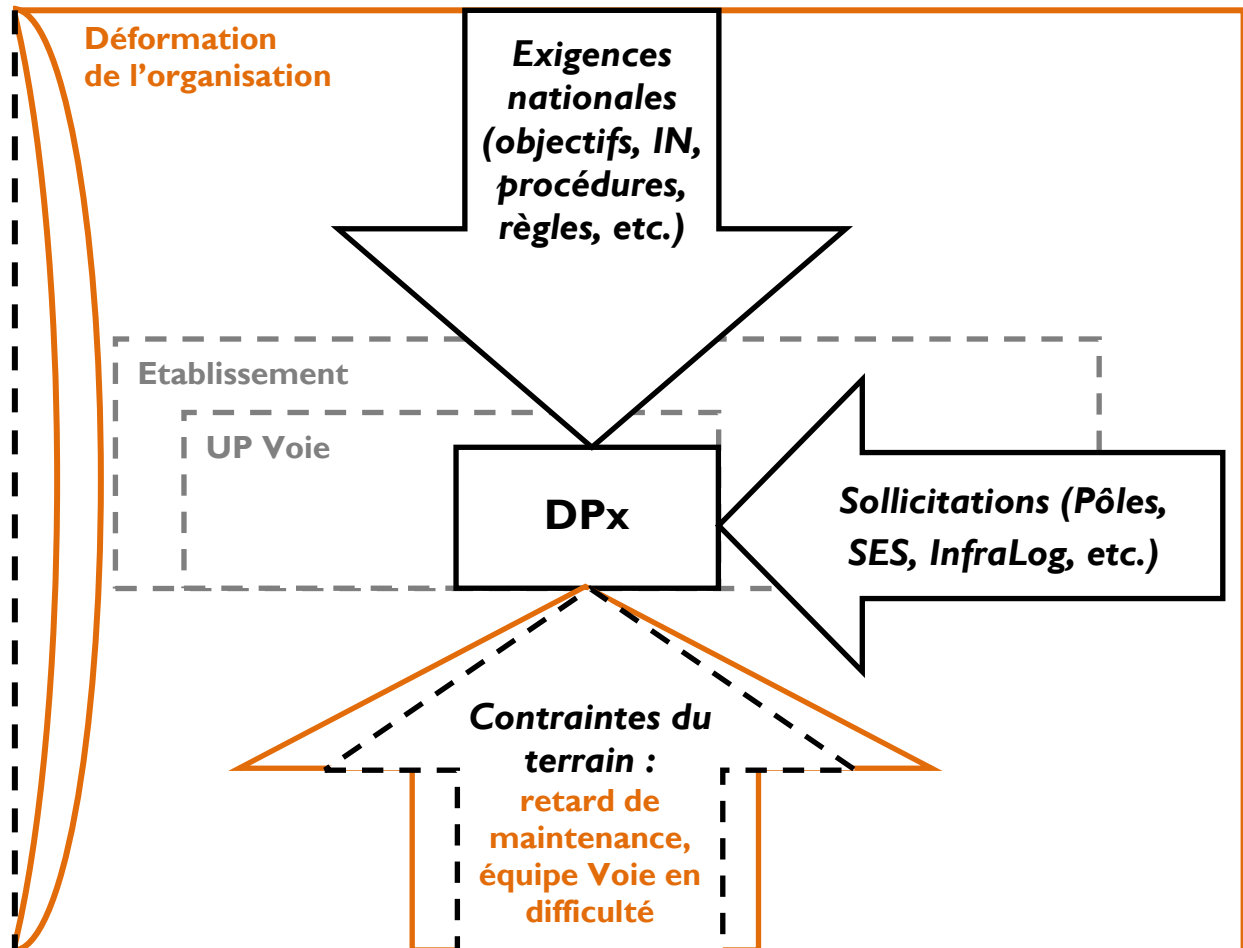 Déformation
de l’organisation
Exigences
nationales
(objectifs, IN,
procédures,
règles, etc.)
Etablissement
UP Voie
DPx
Sollicitations (Pôles,
SES, InfraLog, etc.)
Contraintes du
terrain :
retard de
maintenance,
équipe Voie en
difficulté